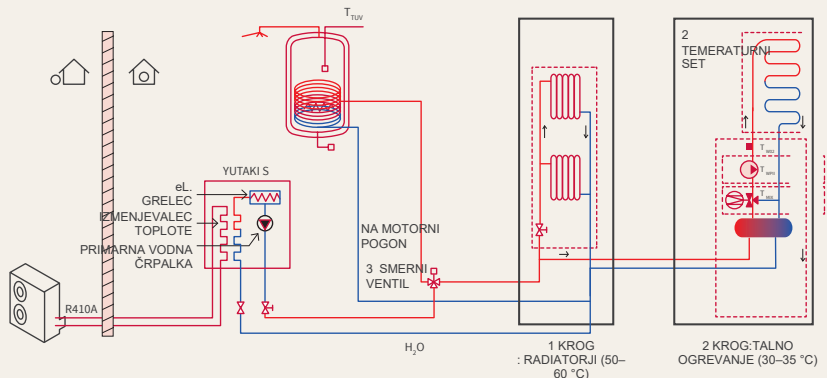 T TUV
YUTAKI S
eL.
GRELEC
IZMENJEVALEC
TOPLOTE
PRIMARNA VODNA
ČRPALKA
R410A
NA MOTORNI
POGON
3 SMERNI
VENTIL
H2O
1 KROG
: RADIATORJI (50–
60 °C)
2
TEMERATURNI
SET
2 KROG:TALNO
OGREVANJE (30–35 °C)